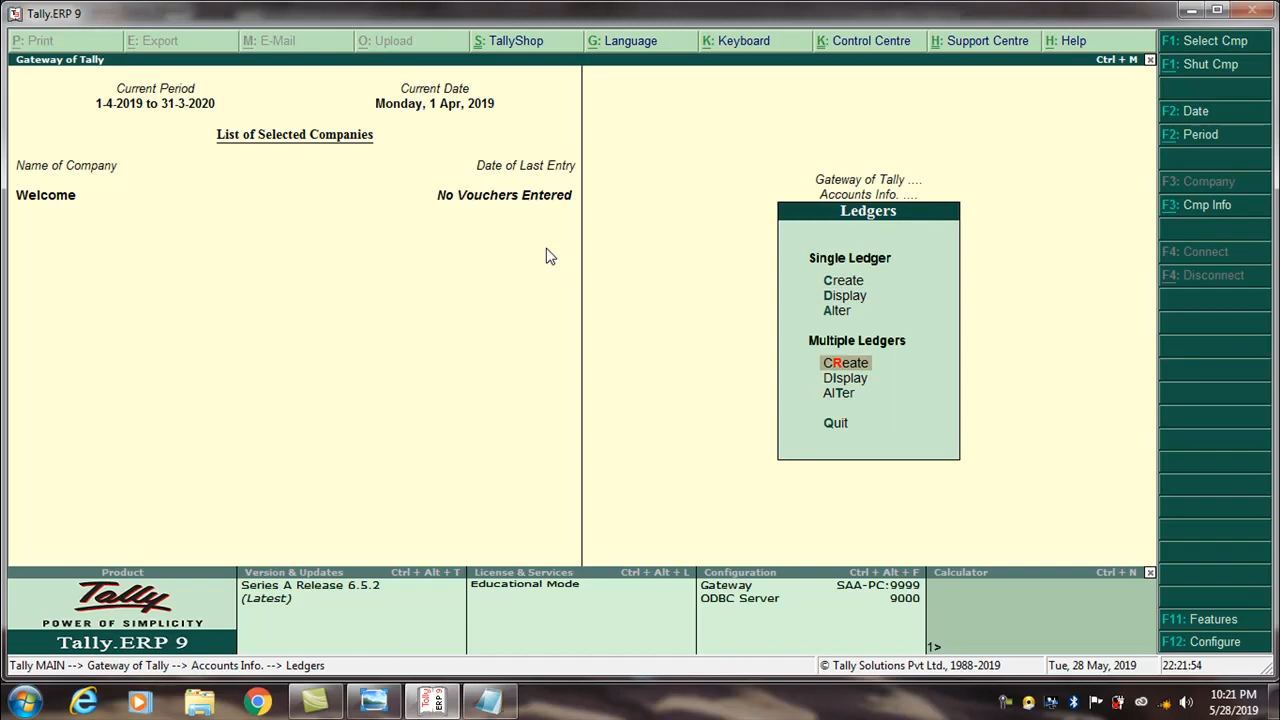 Tally.ERP 9
P: Print
E: Export
M: E-Mail
O: Upload
S: TallyShop
G: Language
K: Keyboard
K: Control Centre
H: Support Centre
H: Help
F1: Select Cmp
F1: Shut Cmp
F2: Date
F2: Period
F3: Company
F3: Cmp Info
F4: Connect
F4: Disconnect
F11: Features
F12: Configure
Gateway of Tally
Ctrl + M
Current Period
1-4-2019 to 31-3-2020
Current Date
Monday, 1 Apr, 2019
List of Selected Companies
Name of Company
Date of Last Entry
Welcome
No Vouchers Entered
Gateway of Tally ....
Accounts Info. ....
Ledgers
Single Ledger
Create
Display
Alter
Multiple Ledgers
CReate
DIsplay
AlTer
Quit
Product
Tally
POWER OF SIMPLICITY
Tally.ERP 9
Version & Updates Ctrl + Alt + T
Series A Release 6.5.2
(Latest)
License & Services Ctrl + Alt + L
Educational Mode
Configuration Ctrl + Alt + F
Gateway SAA-PC:9999
ODBC Server 9000
Calculator Ctrl + N
1>
Tally MAIN --> Gateway of Tally --> Accounts Info. --> Ledgers
© Tally Solutions Pvt Ltd., 1988-2019
Tue, 28 May, 2019
22:21:54
Tally
ERP 9
10:21 PM
5/28/2019